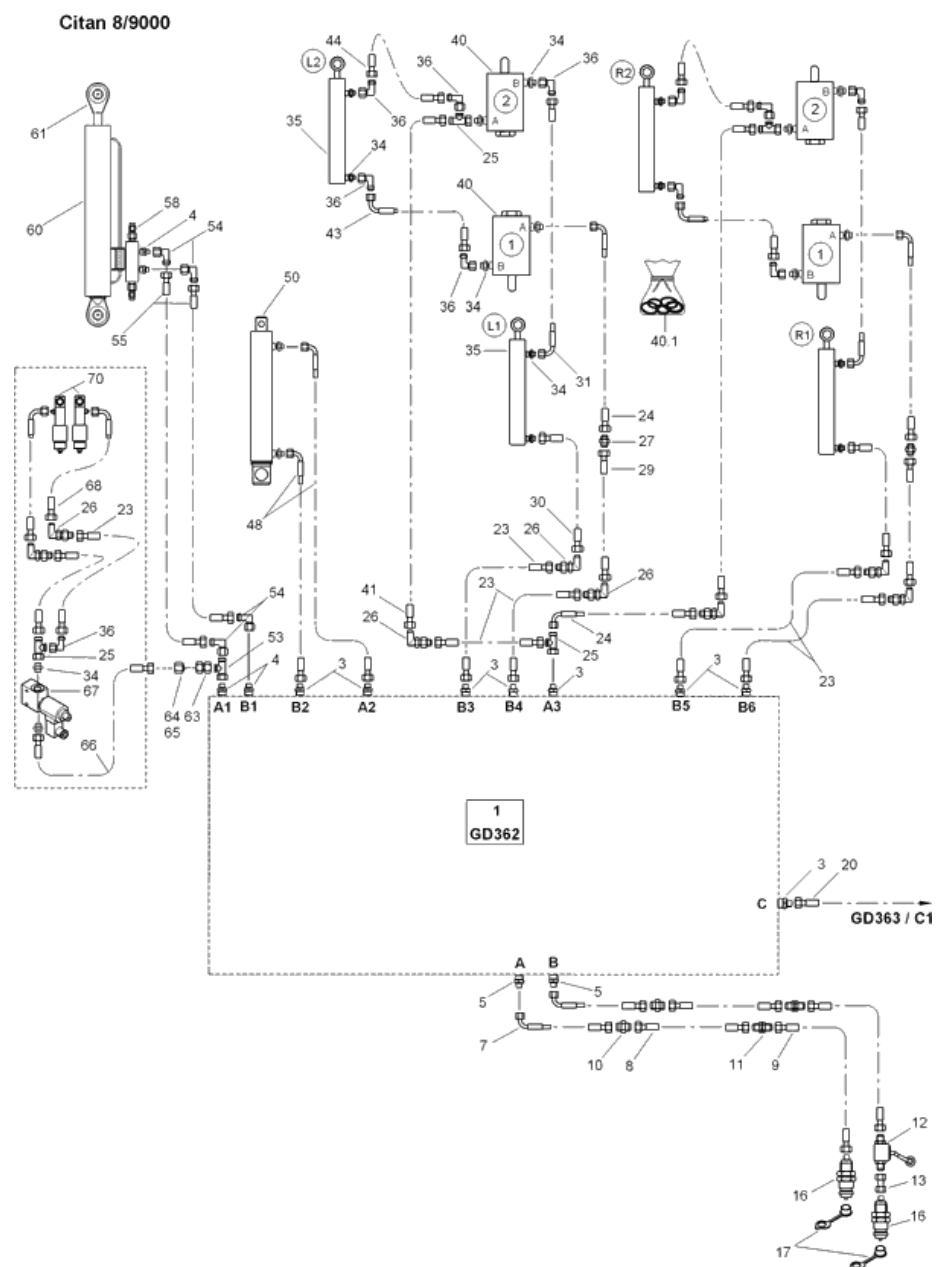 Citan 8/9000
44
L2
40
34
36
36
R2
B
2
A
2
B
A
61
35
36
25
34
58
4
54
60
36
43
40
A
1
B
A
1
B
36
34
50
L1
40.1
R1
55
35
34
31
70
24
27
29
68
26
23
48
30
23
26
26
54
41
23
26
24
25
36
25
53
34
3
3
3
3
23
67
4
64
63
65
A1
B1
B2
A2
B3
B4
A3
B5
B6
66
1
GD362
3
20
C
GD363 / C1
A
B
5
5
7
10
8
11
9
12
13
16
16
17